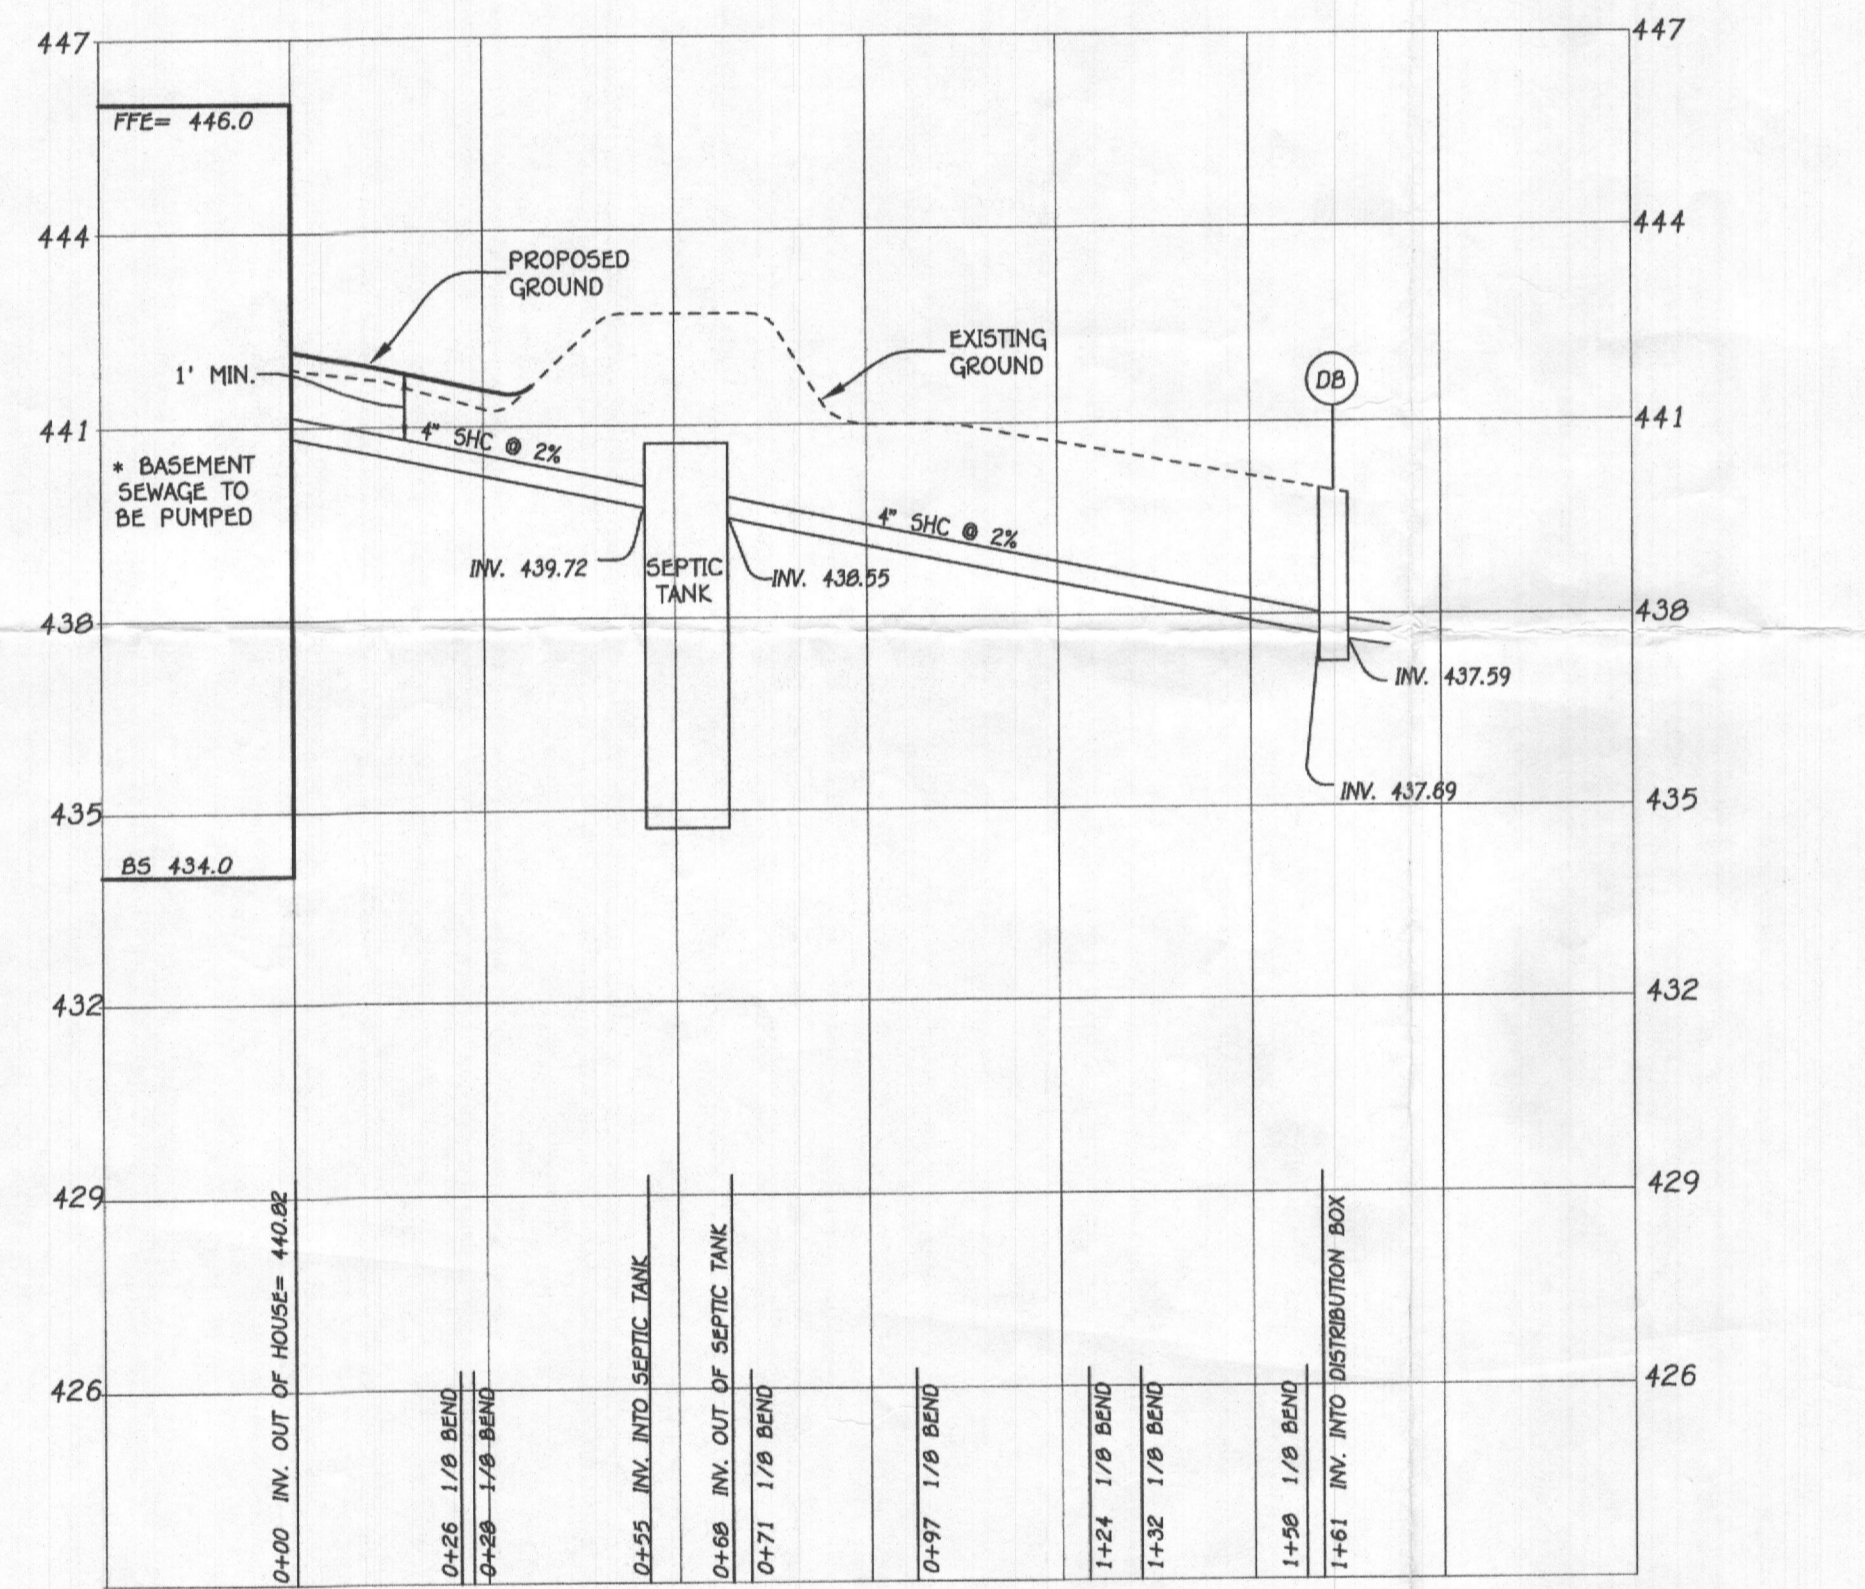 447
447
FFE= 446.0
444
444
PROPOSED
GROUND
EXISTING
GROUND
1' MIN.
DB
441
441
4" SHC @ 2%
* BASEMENT
SEWAGE TO
BE PUMPED
4" SHC @ 2%
INV. 439.72
SEPTIC
TANK
INV. 438.55
438
438
INV. 437.59
INV. 437.69
435
435
BS 434.0
432
432
429
429
426
426
0+00 INV. OUT OF HOUSE= 440.82
0+26 1/8 BEND
0+28 1/8 BEND
0+55 INV. INTO SEPTIC TANK
0+68 INV. OUT OF SEPTIC TANK
0+71 1/8 BEND
0+97 1/8 BEND
1+24 1/8 BEND
1+32 1/8 BEND
1+58 1/8 BEND
1+61 INV. INTO DISTRIBUTION BOX